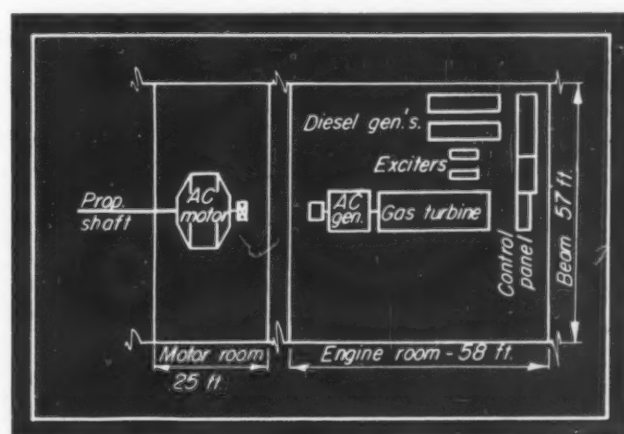 Diesel gen.'s.
Exciters
Prop.
shaft
AC
motor
AC
gen.
Gas turbine
Control
panel
Beam 57 ft.
Motor room
25 ft.
Engine room - 58 ft.